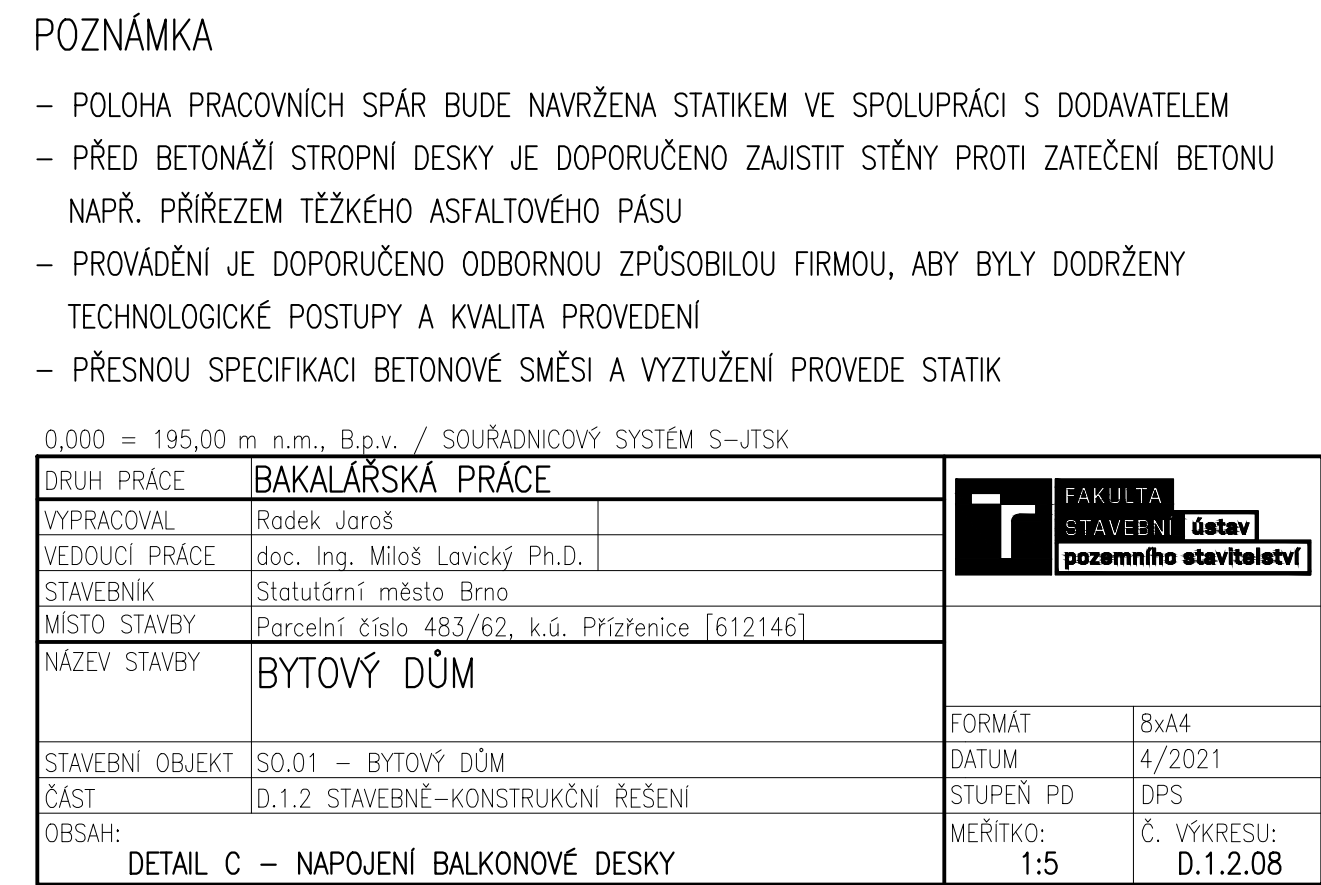 POZNÁMKA
– POLOHA PRACOVNÍCH SPÁR BUDE NAVRŽENA STATIKEM VE SPOLUPRÁCI S DODAVATELEM
– PŘED BETONÁŽÍ STROPNÍ DESKY JE DOPORUČENO ZAJISTIT STĚNY PROTI ZATEČENÍ BETONU
NAPŘ. PŘÍŘEZEM TĚŽKÉHO ASFALTOVÉHO PÁSU
– PROVÁDĚNÍ JE DOPORUČENO ODBORNOU ZPŮSOBILOU FIRMOU, ABY BYLY DODRŽENY
TECHNOLOGICKÉ POSTUPY A KVALITA PROVEDENÍ
– PŘESNOU SPECIFIKACI BETONOVÉ SMĚSI A VYZTUŽENÍ PROVEDE STATIK
0,000 = 195,00 m n.m., B.p.v. / SOUŘADNICOVÝ SYSTÉM S–JTSK
DRUH PRÁCE BAKALÁŘSKÁ PRÁCE
VYPRACOVAL Radek Jaroš
VEDOUCÍ PRÁCE doc. Ing. Miloš Lavický Ph.D.
STAVEBNÍK Statutární město Brno
MÍSTO STAVBY Parcelní číslo 483/62, k.ú. Přízřenice [612146]
FAKULTA
STAVEBNÍ ústav
pozemního stavitelství
NÁZEV STAVBY BYTOVÝ DŮM
FORMÁT 8xA4
STAVEBNÍ OBJEKT SO.01 – BYTOVÝ DŮM DATUM 4/2021
ČÁST D.1.2 STAVEBNĚ–KONSTRUKČNÍ ŘEŠENÍ STUPEŇ PD DPS
OBSAH: MEŘÍTKO: Č. VÝKRESU:
DETAIL C – NAPOJENÍ BALKONOVÉ DESKY 1:5 D.1.2.08